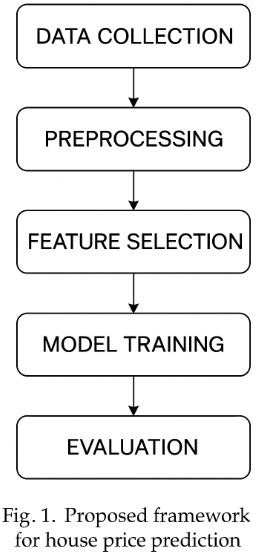 DATA COLLECTION
PREPROCESSING
FEATURE SELECTION
MODEL TRAINING
EVALUATION
Fig. 1. Proposed framework
for house price prediction